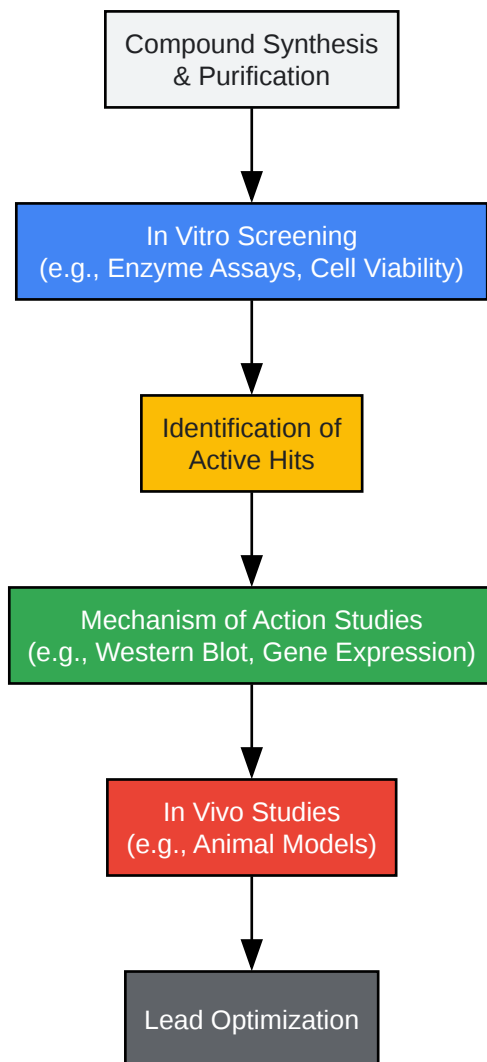 Compound Synthesis
& Purification
In Vitro Screening
(e.g., Enzyme Assays, Cell Viability)
Identification of
Active Hits
Mechanism of Action Studies
(e.g., Western Blot, Gene Expression)
In Vivo Studies
(e.g., Animal Models)
Lead Optimization